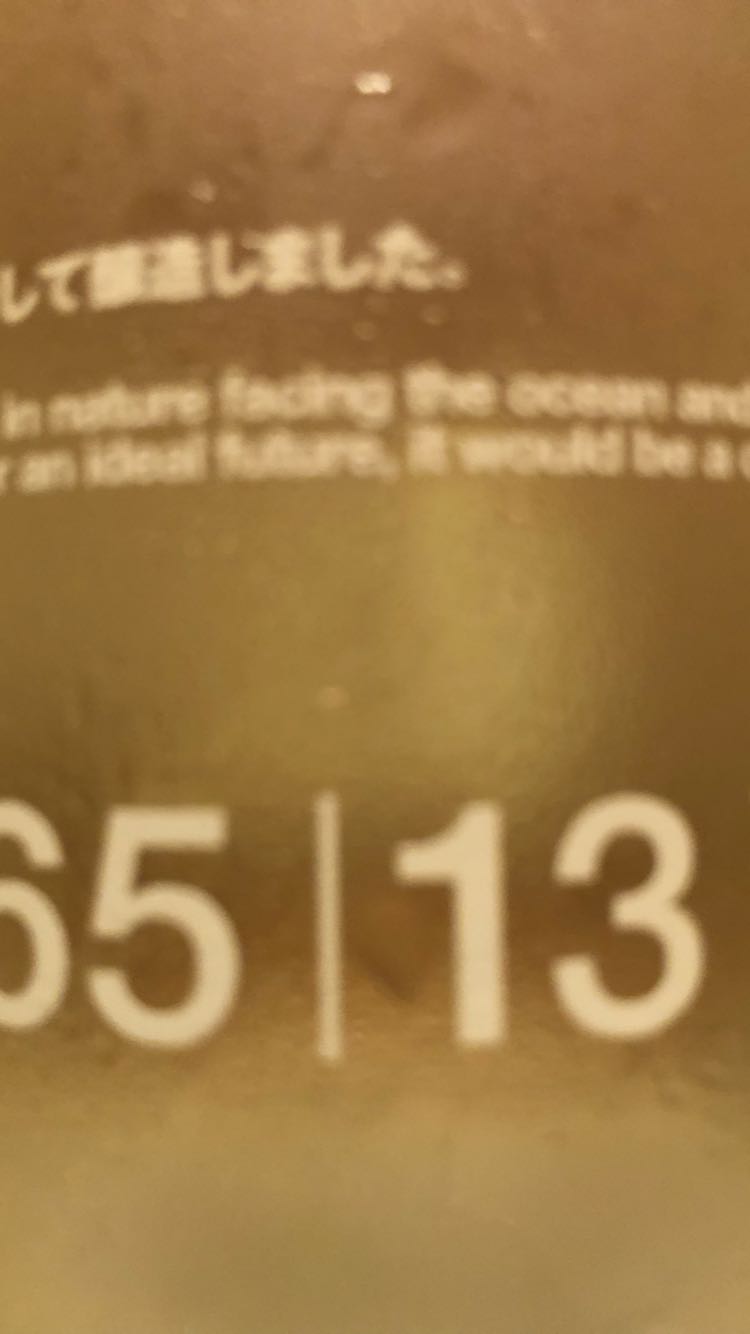 して醸造しました。
in nature facing the ocean and
an ideal future, it would be a
65|13